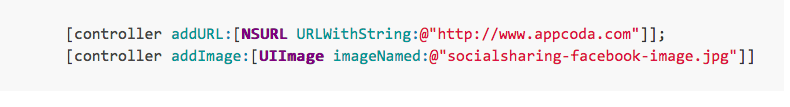 [controller addURL:[NSURL URLWithString:@"http://www.appcoda.com"]];
[controller addImage:[UIImage imageNamed:@"socialsharing-facebook-image.jpg"]]